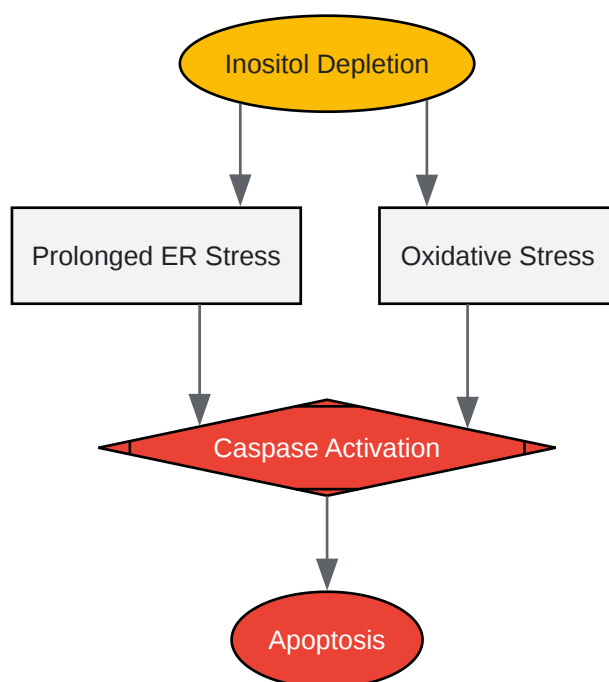 Inositol Depletion
Prolonged ER Stress
Oxidative Stress
Caspase Activation
Apoptosis